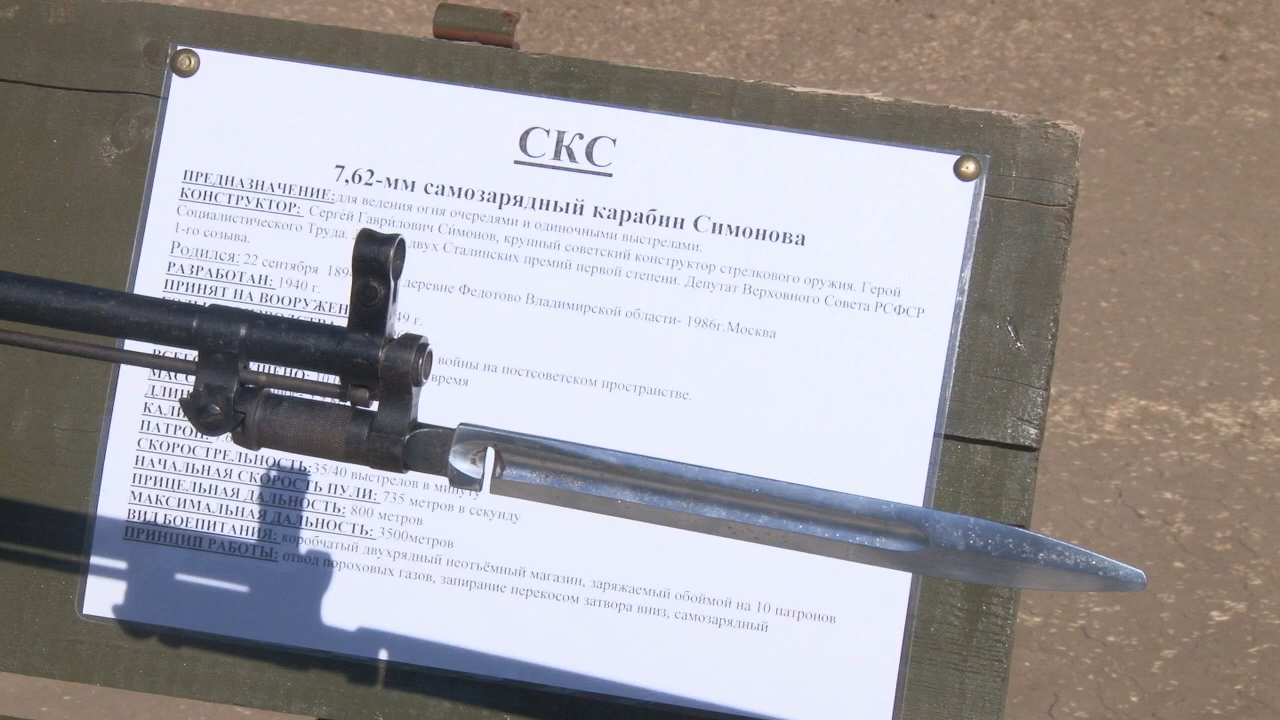 СКС
7,62-мм самозарядный карабин Симонова
ПРЕДНАЗНАЧЕНИЕ:для ведения огня очередями и одиночными выстрелами.
КОНСТРУКТОР: Сергей Гаврилович Симонов, крупный советский конструктор стрелкового оружия. Герой
Социалистического Труда. двух Сталинских премий первой степени. Депутат Верховного Совета РСФСР
1-го созыва.
Родился: 22 сентября деревне Федотово Владимирской области- 1986г.Москва
РАЗРАБОТАН: 1940 г.
ПРИНЯТ НА
войны на постсоветском пространстве.
время
ПАТРОН:
СКОРОСТРЕЛЬНОСТЬ:35/40 выстрелов в минуту
НАЧАЛЬНАЯ СКОРОСТЬ ПУЛИ: 735 метров в секунду
ПРИЦЕЛЬНАЯ ДАЛЬНОСТЬ: 800 метров
МАКСИМАЛЬНАЯ ДАЛЬНОСТЬ: 3500метров
ВИД БОЕПИТАНИЯ: коробчатый двухрядный неотъёмный магазин, заряжаемый обоймой на 10 патронов
ПРИНЦИП РАБОТЫ: отвод пороховых газов, запирание перекосом затвора вниз, самозарядный